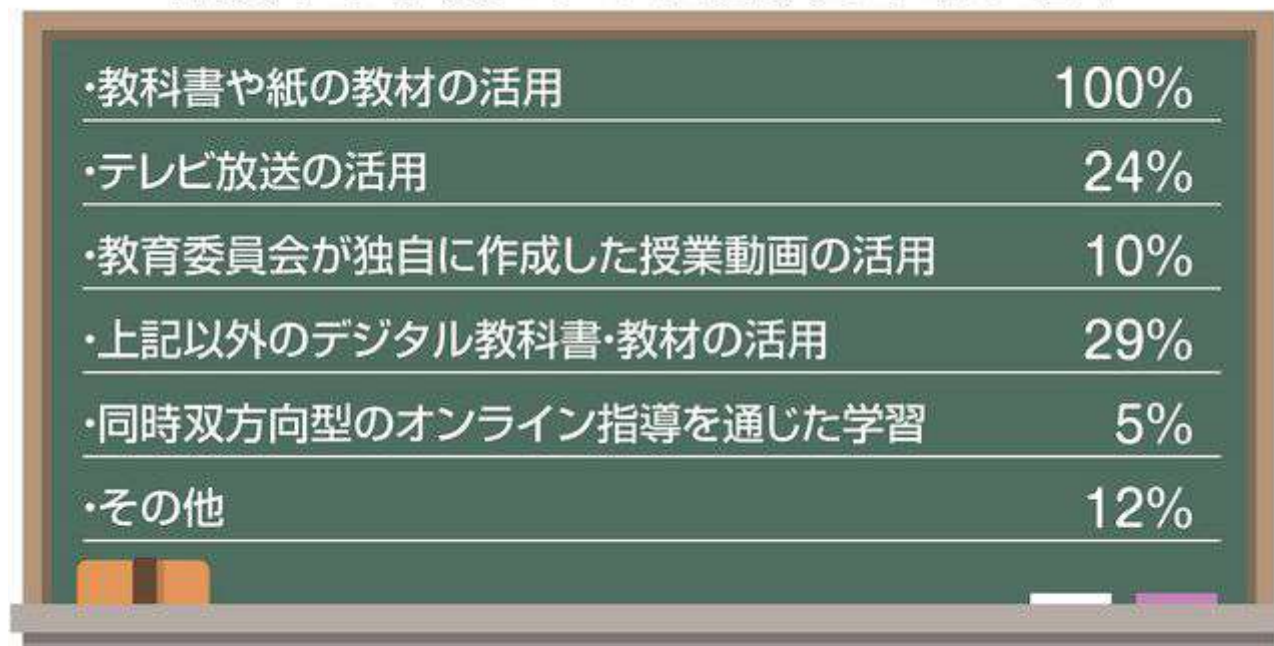 ・教科書や紙の教材の活用 100%
・テレビ放送の活用 24%
・教育委員会が独自に作成した授業動画の活用 10%
・上記以外のデジタル教科書・教材の活用 29%
・同時双方向型のオンライン指導を通じた学習 5%
・その他 12%